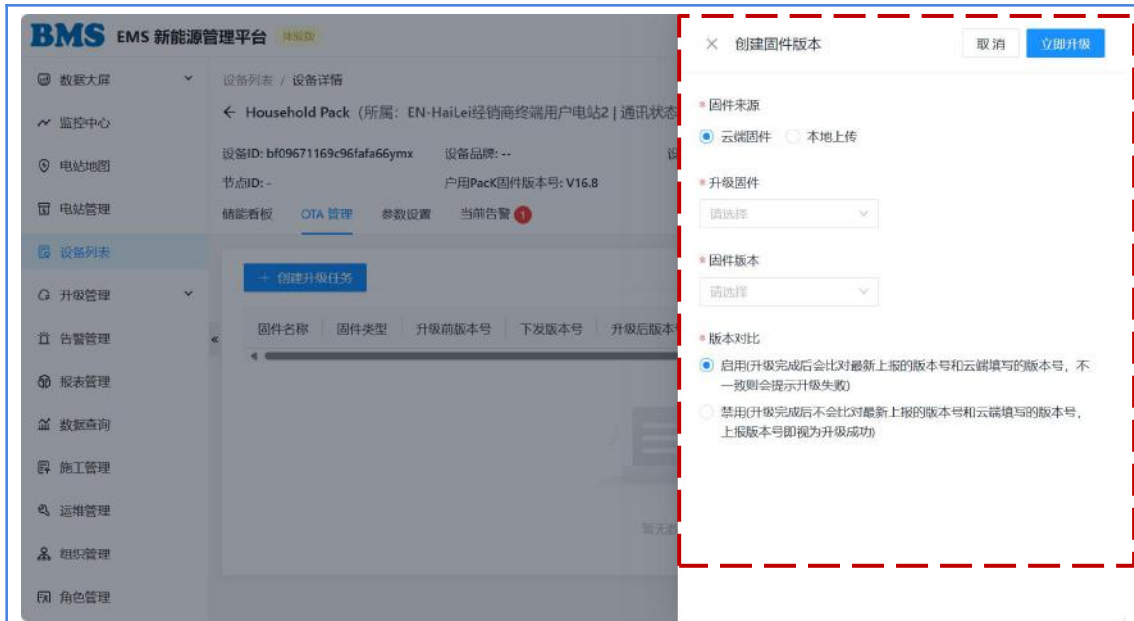 BMS EMS 新能源管理平台 体验版
数据大屏
监控中心
电站地图
电站管理
设备列表
升级管理
告警管理
报表管理
数据查询
施工管理
运维管理
组织管理
角色管理
设备列表 / 设备详情
← Household Pack (所属: EN-HaiLei经销商终端用户电站2 | 通讯状态
设备ID: bf09671169c96fafa66ymx 设备品牌: -- 设
节点ID: - 户用PacK固件版本号: V16.8
储能看板 OTA 管理 参数设置 当前告警 1
+ 创建升级任务
固件名称 固件类型 升级前版本号 下发版本号 升级后版本号
«
暂无
× 创建固件版本 取消 立即升级
* 固件来源
云端固件 本地上传
* 升级固件
请选择
* 固件版本
请选择
* 版本对比
启用(升级完成后会比对最新上报的版本号和云端填写的版本号, 不
一致则会提示升级失败)
禁用(升级完成后不会比对最新上报的版本号和云端填写的版本号,
上报版本号即视为升级成功)